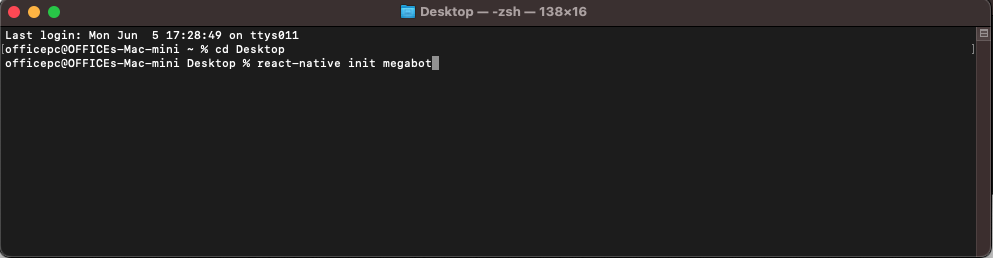 Desktop — -zsh — 138×16
Last login: Mon Jun  5 17:28:49 on ttys011
[officepc@OFFICEs-Mac-mini ~ % cd Desktop ]
officepc@OFFICEs-Mac-mini Desktop % react-native init megabot